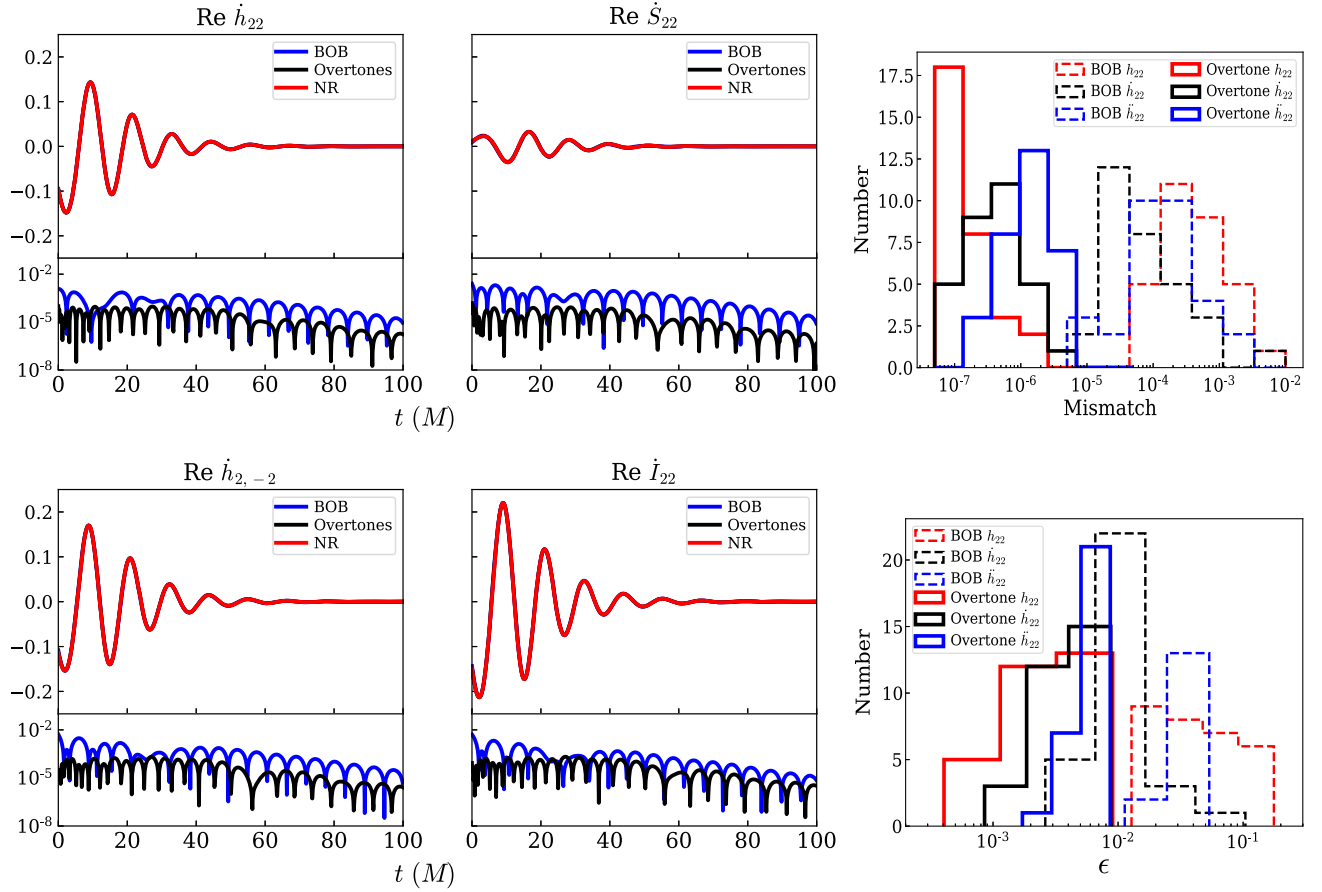 Re ḣ₂₂
BOB
Overtones
NR
0.2
0.1
0.0
−0.1
−0.2
10⁻²
10⁻⁵
10⁻⁸
0 20 40 60 80 100
t (M)
Re Ṡ₂₂
BOB
Overtones
NR
0 20 40 60 80 100
BOB h₂₂
BOB ḣ₂₂
BOB ḧ₂₂
Overtone h₂₂
Overtone ḣ₂₂
Overtone ḧ₂₂
Number
17.5
15.0
12.5
10.0
7.5
5.0
2.5
0.0
10⁻⁷ 10⁻⁶ 10⁻⁵ 10⁻⁴ 10⁻³ 10⁻²
Mismatch
Re ḣ₂,₋₂
BOB
Overtones
NR
0.2
0.1
0.0
−0.1
−0.2
10⁻²
10⁻⁵
10⁻⁸
0 20 40 60 80 100
t (M)
Re İ₂₂
BOB
Overtones
NR
0 20 40 60 80 100
BOB h₂₂
BOB ḣ₂₂
BOB ḧ₂₂
Overtone h₂₂
Overtone ḣ₂₂
Overtone ḧ₂₂
Number
20
15
10
5
0
10⁻³ 10⁻² 10⁻¹
ϵ